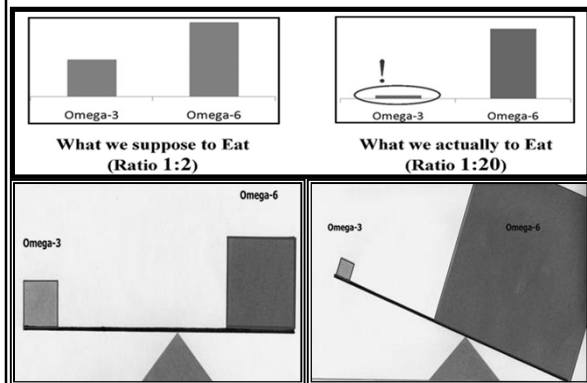 !
Omega-3 Omega-6
Omega-3 Omega-6
What we suppose to Eat
(Ratio 1:2)
What we actually to Eat
(Ratio 1:20)
Omega-6
Omega-3
Omega-3 Omega-6